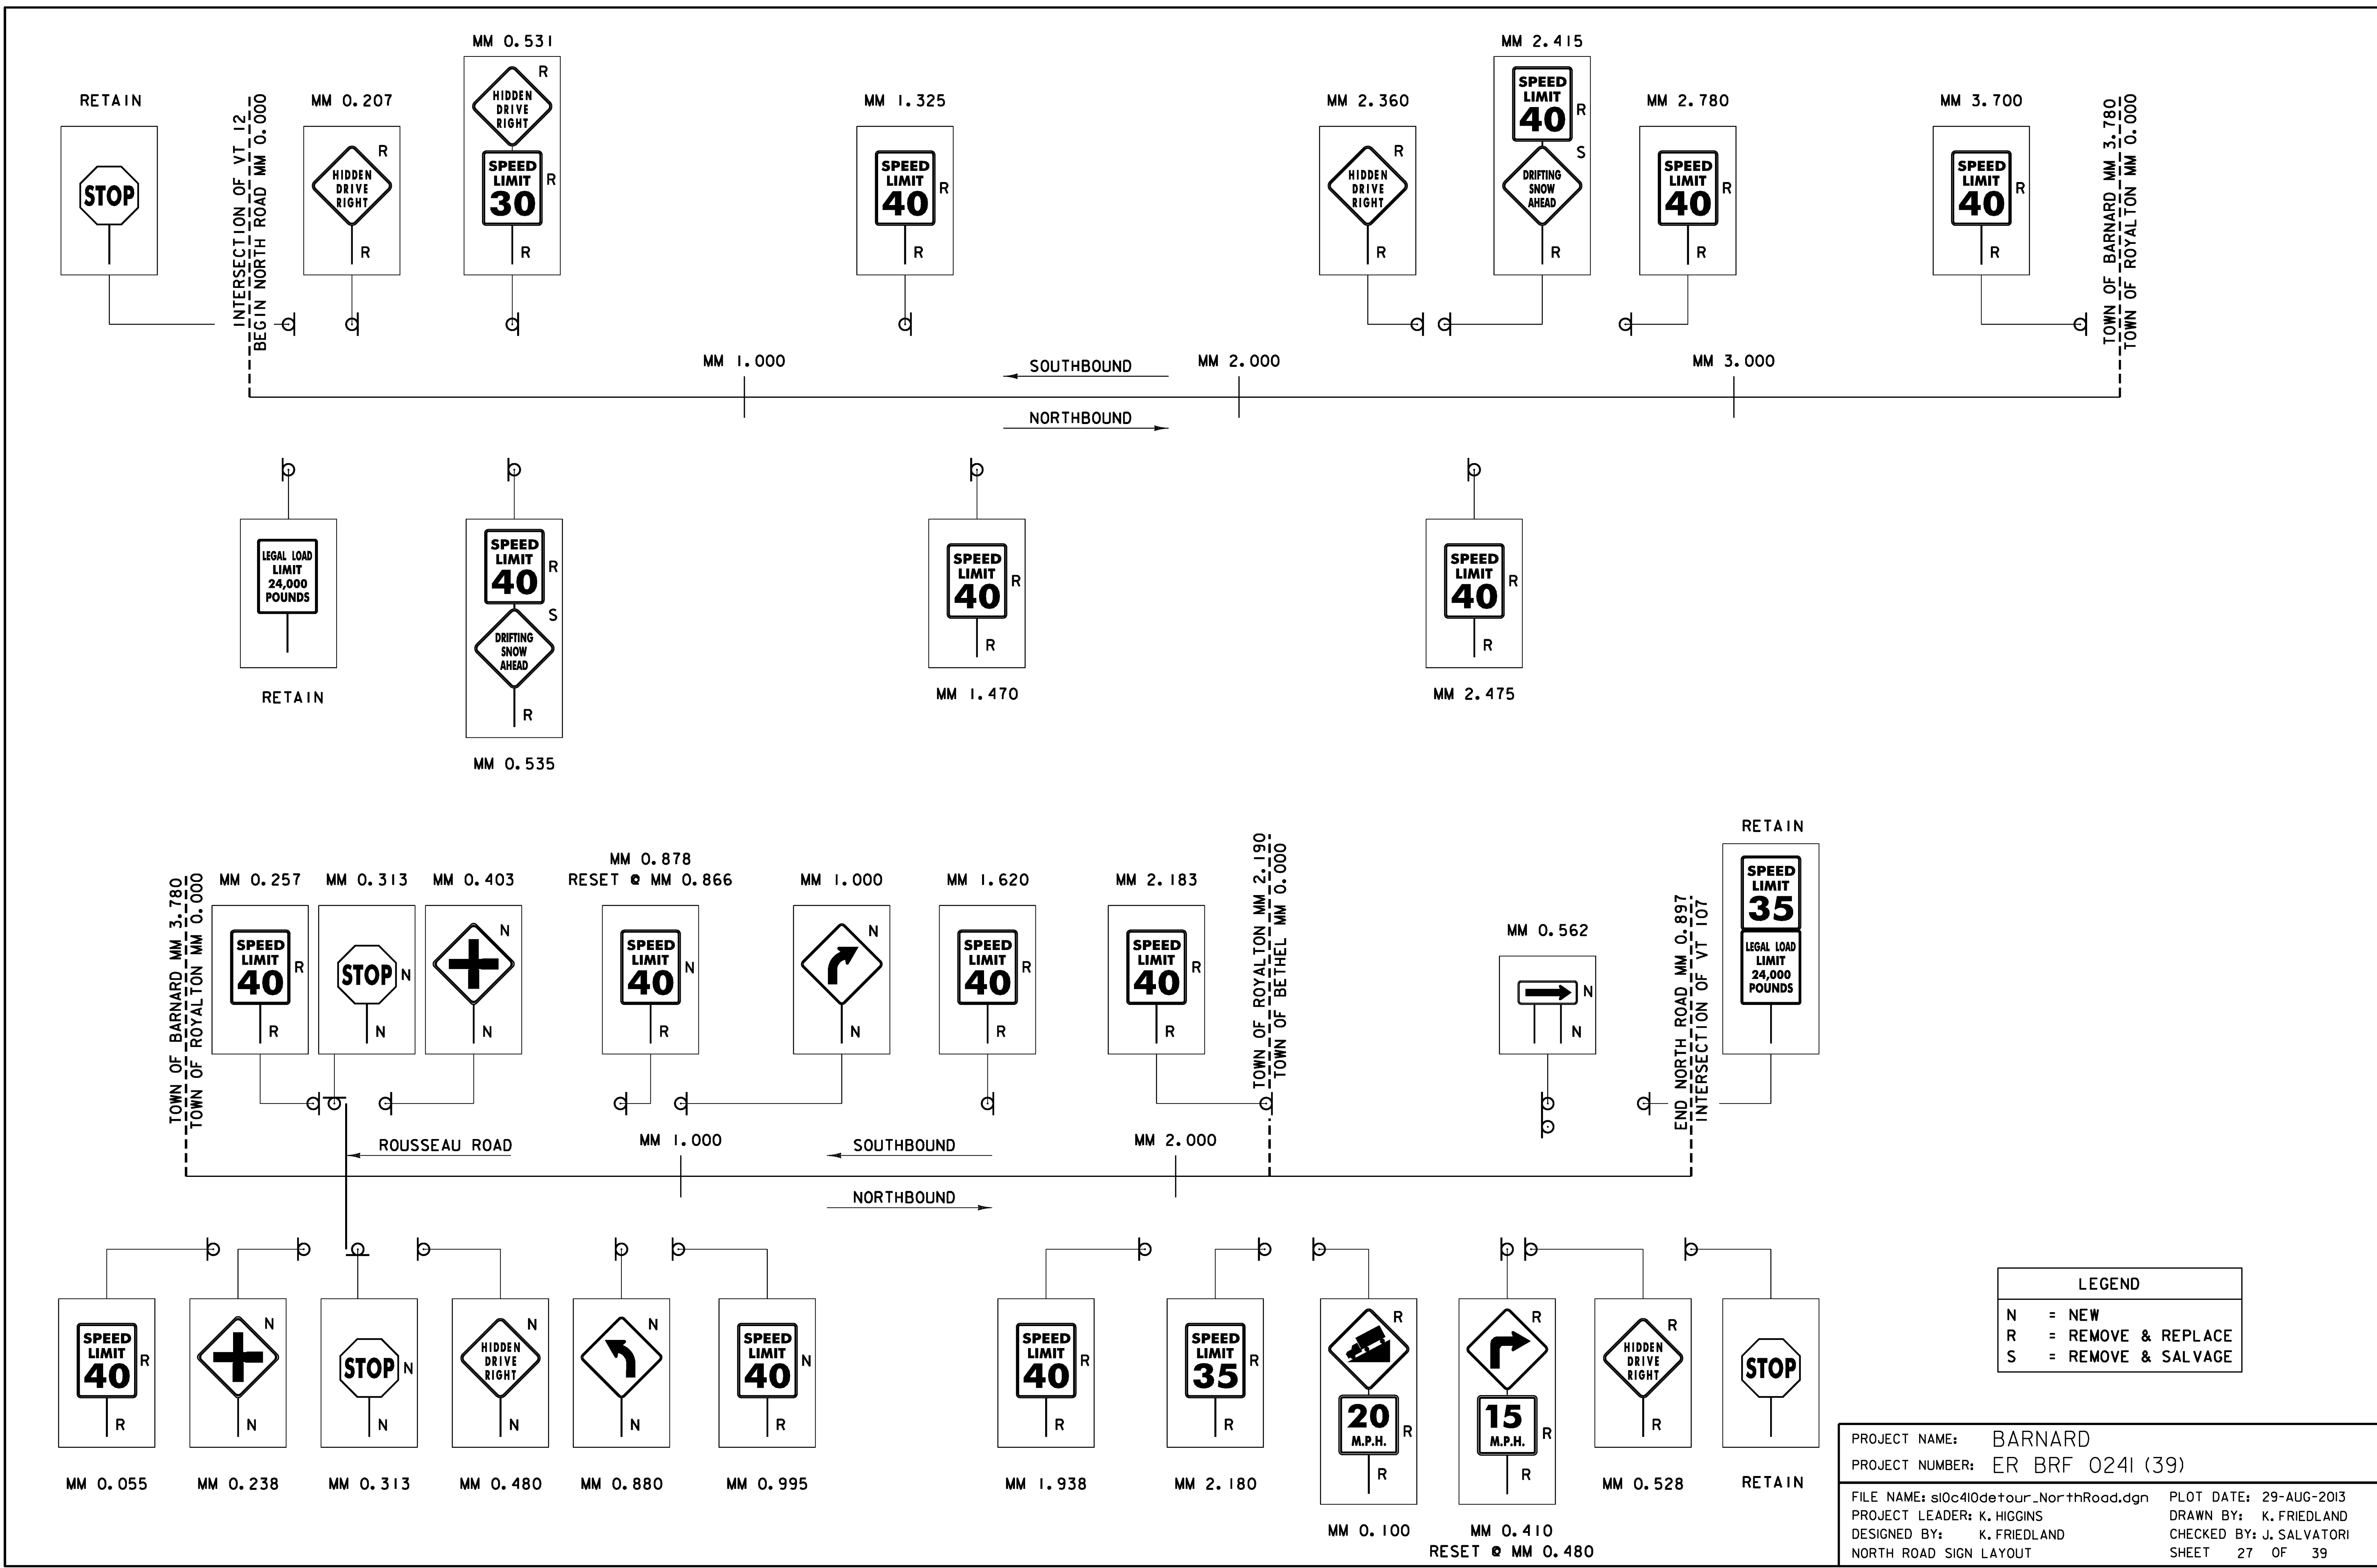 MM 0.531
MM 2.415
RETAIN
MM 0.207
MM 1.325
MM 2.360
MM 2.780
MM 3.700
STOP
INTERSECTION OF VT 12
BEGIN NORTH ROAD MM 0.000
HIDDEN
DRIVE
RIGHT
R
R
HIDDEN
DRIVE
RIGHT
R
SPEED
LIMIT
30
R
R
SPEED
LIMIT
40
R
R
HIDDEN
DRIVE
RIGHT
R
R
SPEED
LIMIT
40
R
DRIFTING
SNOW
AHEAD
S
R
SPEED
LIMIT
40
R
R
SPEED
LIMIT
40
R
R
TOWN OF BARNARD MM 3.780
TOWN OF ROYALTON MM 0.000
MM 1.000
SOUTHBOUND
MM 2.000
MM 3.000
NORTHBOUND
LEGAL LOAD
LIMIT
24,000
POUNDS
RETAIN
SPEED
LIMIT
40
R
DRIFTING
SNOW
AHEAD
S
R
MM 0.535
SPEED
LIMIT
40
R
R
MM 1.470
SPEED
LIMIT
40
R
R
MM 2.475
TOWN OF BARNARD MM 3.780
TOWN OF ROYALTON MM 0.000
MM 0.257
SPEED
LIMIT
40
R
R
MM 0.313
STOP
N
N
MM 0.403
N
N
MM 0.878
RESET @ MM 0.866
SPEED
LIMIT
40
N
R
MM 1.000
N
N
MM 1.620
SPEED
LIMIT
40
R
R
MM 2.183
SPEED
LIMIT
40
R
R
TOWN OF ROYALTON MM 2.190
TOWN OF BETHEL MM 0.000
MM 0.562
N
N
END NORTH ROAD MM 0.897
INTERSECTION OF VT 107
RETAIN
SPEED
LIMIT
35
LEGAL LOAD
LIMIT
24,000
POUNDS
ROUSSEAU ROAD
MM 1.000
SOUTHBOUND
MM 2.000
NORTHBOUND
SPEED
LIMIT
40
R
R
MM 0.055
N
N
MM 0.238
STOP
N
N
MM 0.313
HIDDEN
DRIVE
RIGHT
N
N
MM 0.480
N
N
MM 0.880
SPEED
LIMIT
40
N
R
MM 0.995
SPEED
LIMIT
40
R
R
MM 1.938
SPEED
LIMIT
35
R
R
MM 2.180
R
20
M.P.H.
R
R
MM 0.100
R
15
M.P.H.
R
R
MM 0.410
RESET @ MM 0.480
HIDDEN
DRIVE
RIGHT
R
R
MM 0.528
STOP
RETAIN
LEGEND
N = NEW
R = REMOVE & REPLACE
S = REMOVE & SALVAGE
PROJECT NAME: BARNARD
PROJECT NUMBER: ER BRF 0241 (39)
FILE NAME: s10c410detour_NorthRoad.dgn PLOT DATE: 29-AUG-2013
PROJECT LEADER: K. HIGGINS DRAWN BY: K. FRIEDLAND
DESIGNED BY: K. FRIEDLAND CHECKED BY: J. SALVATORI
NORTH ROAD SIGN LAYOUT SHEET 27 OF 39